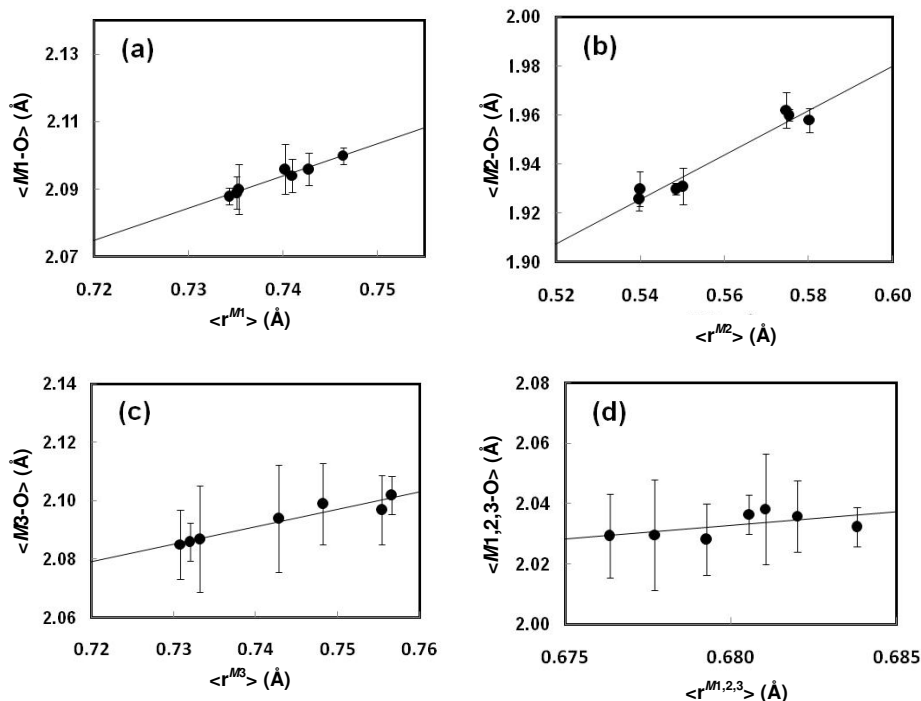 (a)
2.13
2.11
2.09
2.07
<M1-O> (Å)
0.72 0.73 0.74 0.75
<r^M1> (Å)
(b)
2.00
1.98
1.96
1.94
1.92
1.90
<M2-O> (Å)
0.52 0.54 0.56 0.58 0.60
<r^M2> (Å)
(c)
2.14
2.12
2.10
2.08
2.06
<M3-O> (Å)
0.72 0.73 0.74 0.75 0.76
<r^M3> (Å)
(d)
2.08
2.06
2.04
2.02
2.00
<M1,2,3-O> (Å)
0.675 0.680 0.685
<r^M1,2,3> (Å)